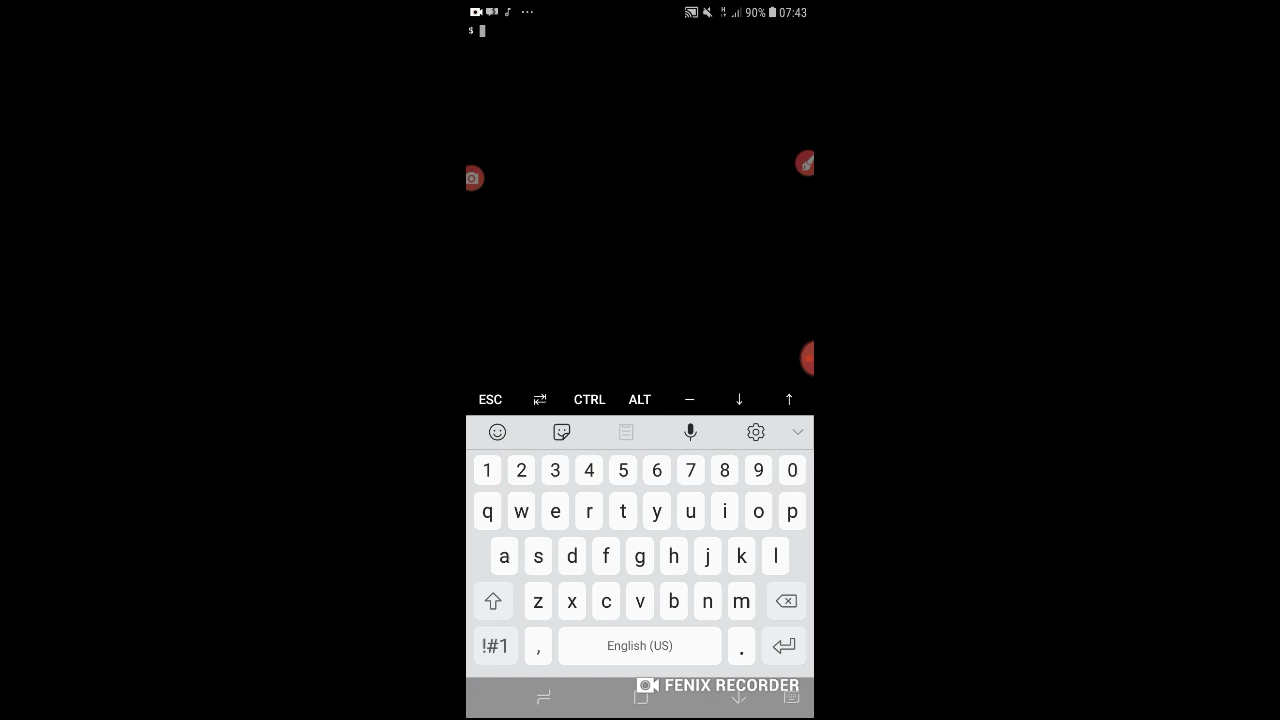 90% 07:43
$
ESC CTRL ALT
1 2 3 4 5 6 7 8 9 0
q w e r t y u i o p
a s d f g h j k l
z x c v b n m
!#1 , English (US) .
FENIX RECORDER